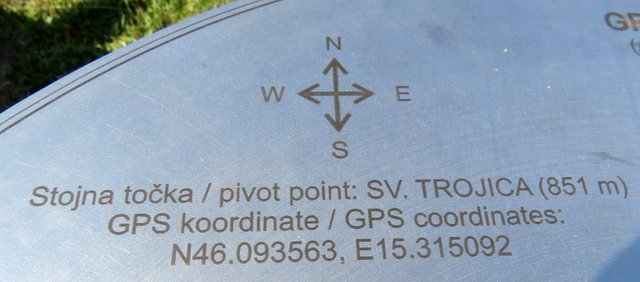 N
W E
S
Stojna točka / pivot point: SV. TROJICA (851 m)
GPS koordinate / GPS coordinates:
N46.093563, E15.315092